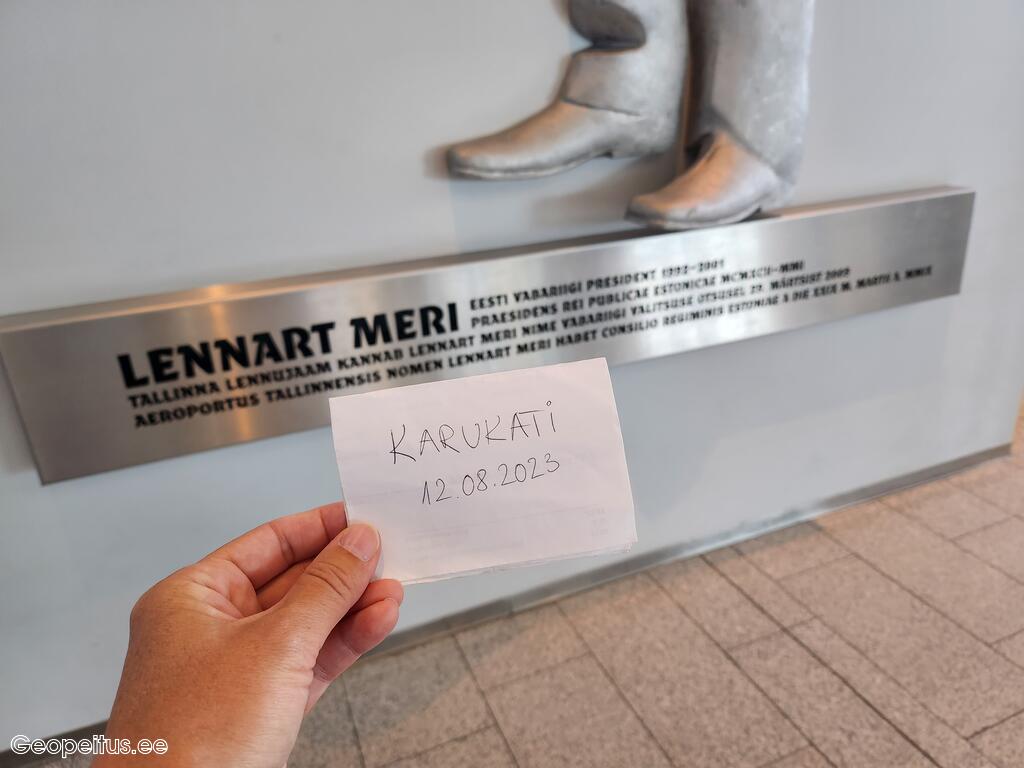 LENNART MERI
EESTI VABARIIGI PRESIDENT 1992–2001
PRAESIDENS REI PUBLICAE ESTONICAE MCMXCII–MMI
TALLINNA LENNUJAAM KANNAB LENNART MERI NIME VABARIIGI VALITSUSE OTSUSEL 29. MÄRTSIST 2009
AEROPORTUS TALLINNENSIS NOMEN LENNART MERI HABET CONSILIO REGIMINIS ESTONIAE A DIE XXIX M. MARTII A. MMIX
KARUKATI
12.08.2023
Geopeitus.ee